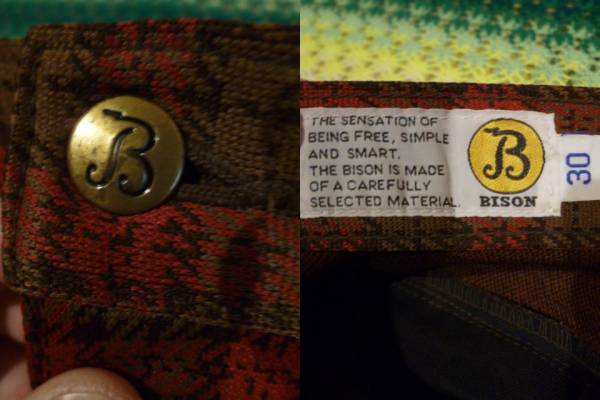 B
THE SENSATION OF
BEING FREE, SIMPLE
AND SMART.
THE BISON IS MADE
OF A CAREFULLY
SELECTED MATERIAL.
B
BISON
30